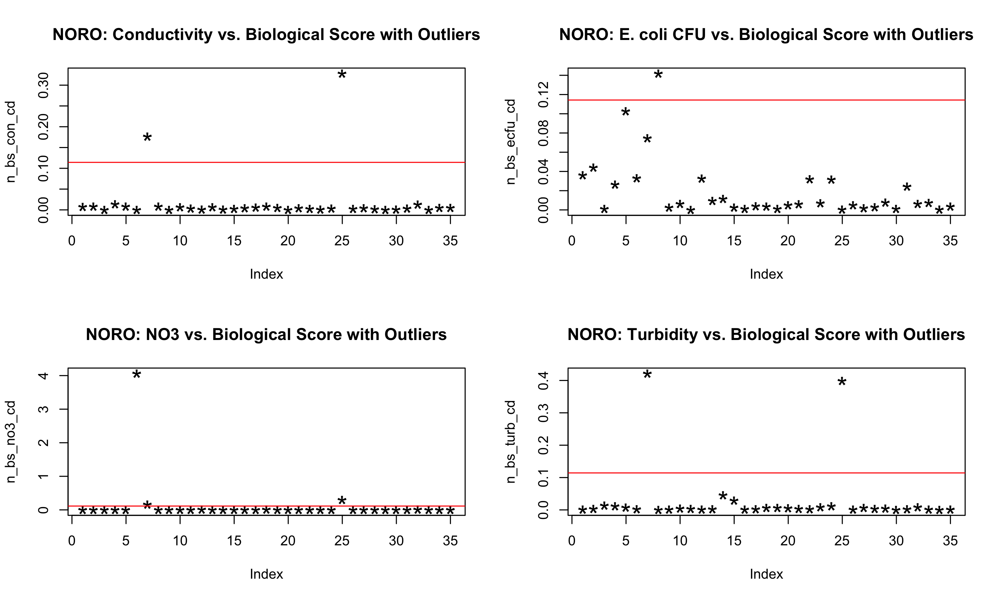 NORO: Conductivity vs. Biological Score with Outliers
n_bs_con_cd
0.00 0.10 0.20 0.30
0 5 10 15 20 25 30 35
Index
NORO: E. coli CFU vs. Biological Score with Outliers
n_bs_ecfu_cd
0.00 0.04 0.08 0.12
0 5 10 15 20 25 30 35
Index
NORO: NO3 vs. Biological Score with Outliers
n_bs_no3_cd
0 1 2 3 4
0 5 10 15 20 25 30 35
Index
NORO: Turbidity vs. Biological Score with Outliers
n_bs_turb_cd
0.0 0.1 0.2 0.3 0.4
0 5 10 15 20 25 30 35
Index